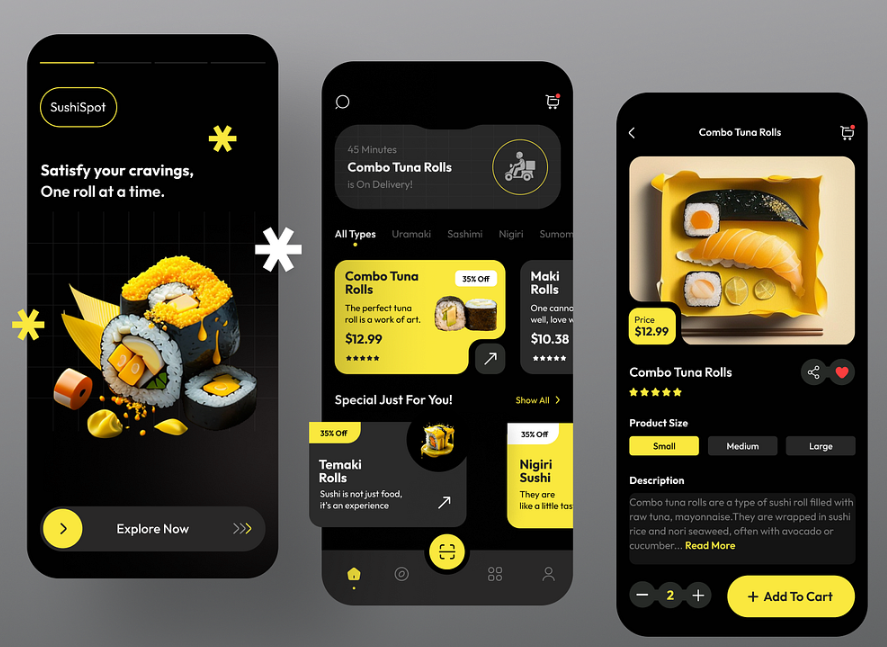 SushiSpot
Satisfy your cravings,
One roll at a time.
Explore Now
45 Minutes
Combo Tuna Rolls
is On Delivery!
All Types Uramaki Sashimi Nigiri Sumom
Combo Tuna
Rolls
35% Off
The perfect tuna
roll is a work of art.
$12.99
Maki
Rolls
One canno
well, love w
$10.38
Special Just For You!
Show All
35% Off
Temaki
Rolls
Sushi is not just food,
it's an experience
35% Off
Nigiri
Sushi
They are
like a little tas
Combo Tuna Rolls
Price
$12.99
Combo Tuna Rolls
Product Size
Small Medium Large
Description
Combo tuna rolls are a type of sushi roll filled with
raw tuna, mayonnaise.They are wrapped in sushi
rice and nori seaweed, often with avocado or
cucumber... Read More
2
+ Add To Cart